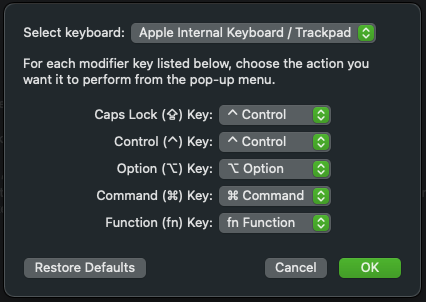 Select keyboard: Apple Internal Keyboard / Trackpad
For each modifier key listed below, choose the action you
want it to perform from the pop-up menu.
Caps Lock (⇪) Key: ^ Control
Control (^) Key: ^ Control
Option (⌥) Key: ⌥ Option
Command (⌘) Key: ⌘ Command
Function (fn) Key: fn Function
Restore Defaults Cancel OK